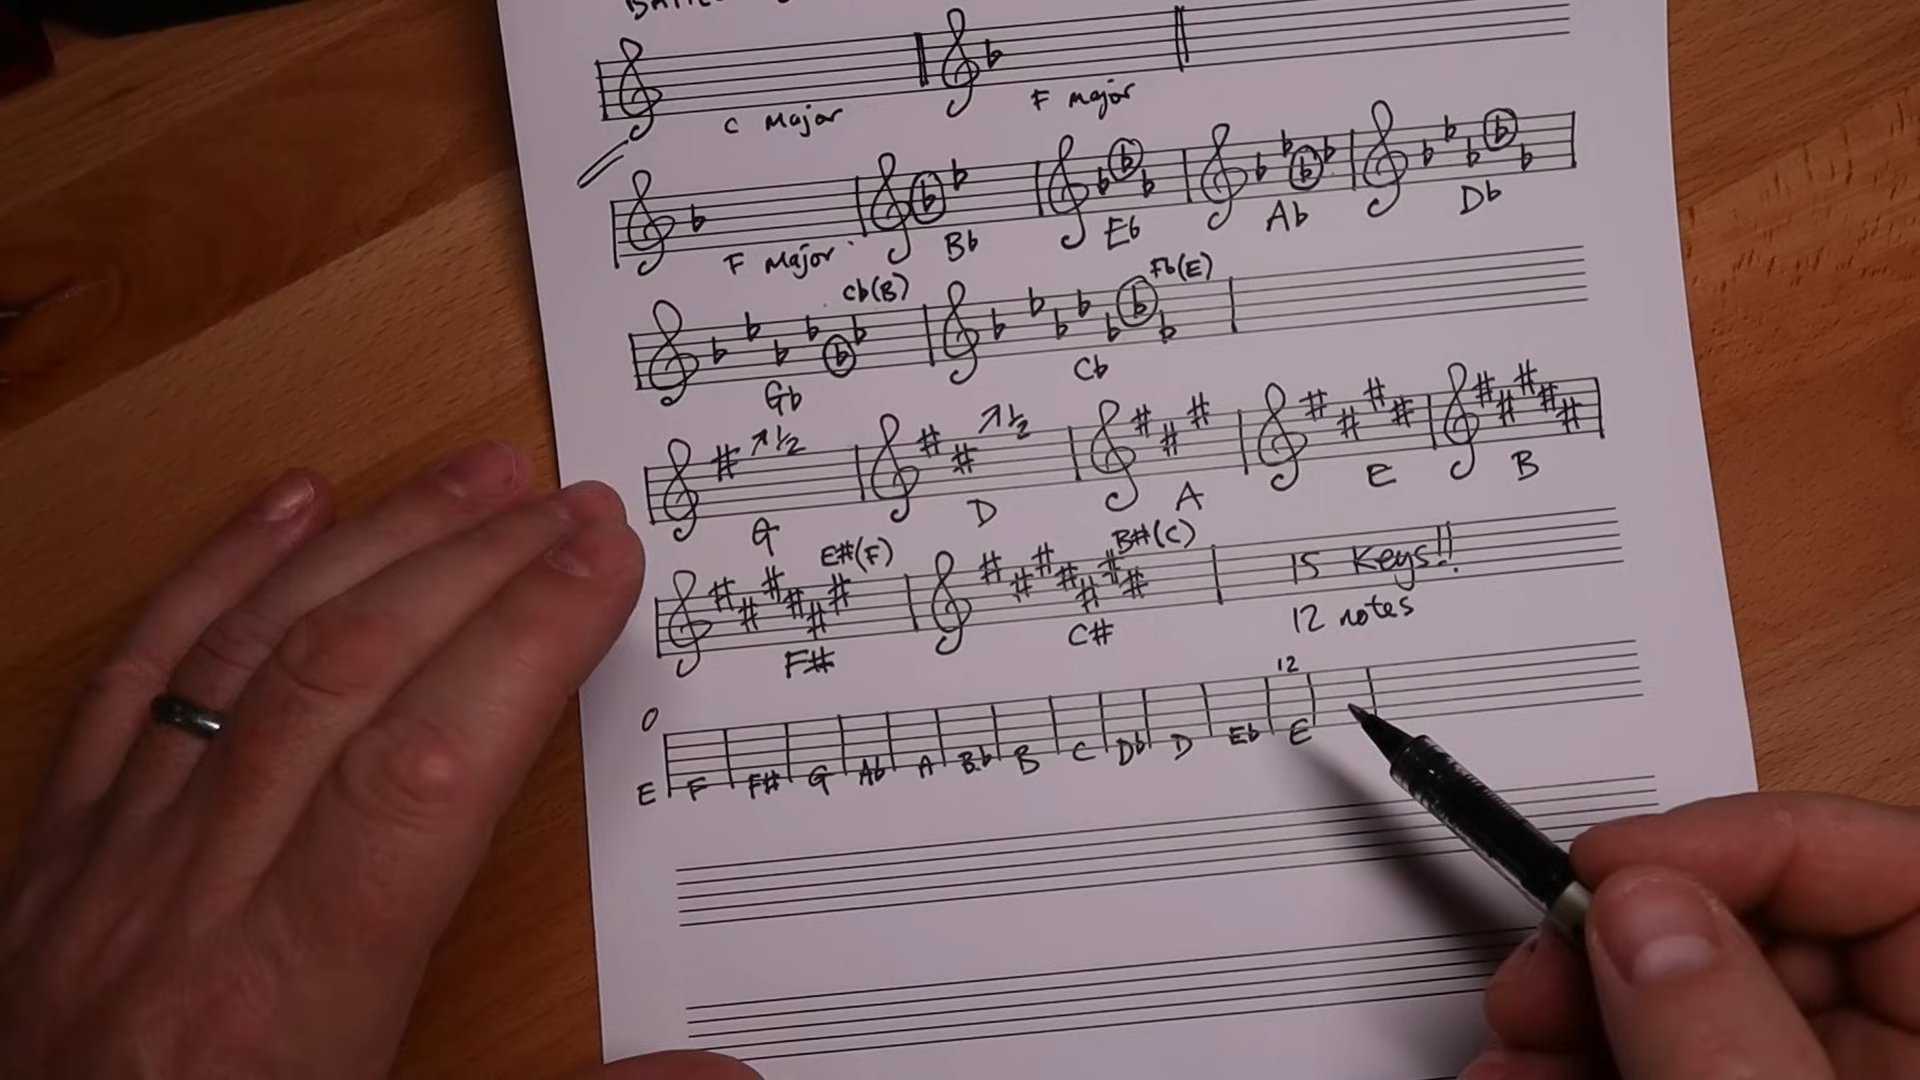 C Major F Major
F Major Bb Eb Ab Db
Cb(B) Fb(E)
Gb Cb
↗½ ↗½
G D A E B
E#(F) B#(C) 15 Keys!!
12 notes
F# C#
0 12
E F F# G Ab A Bb B C Db D Eb E